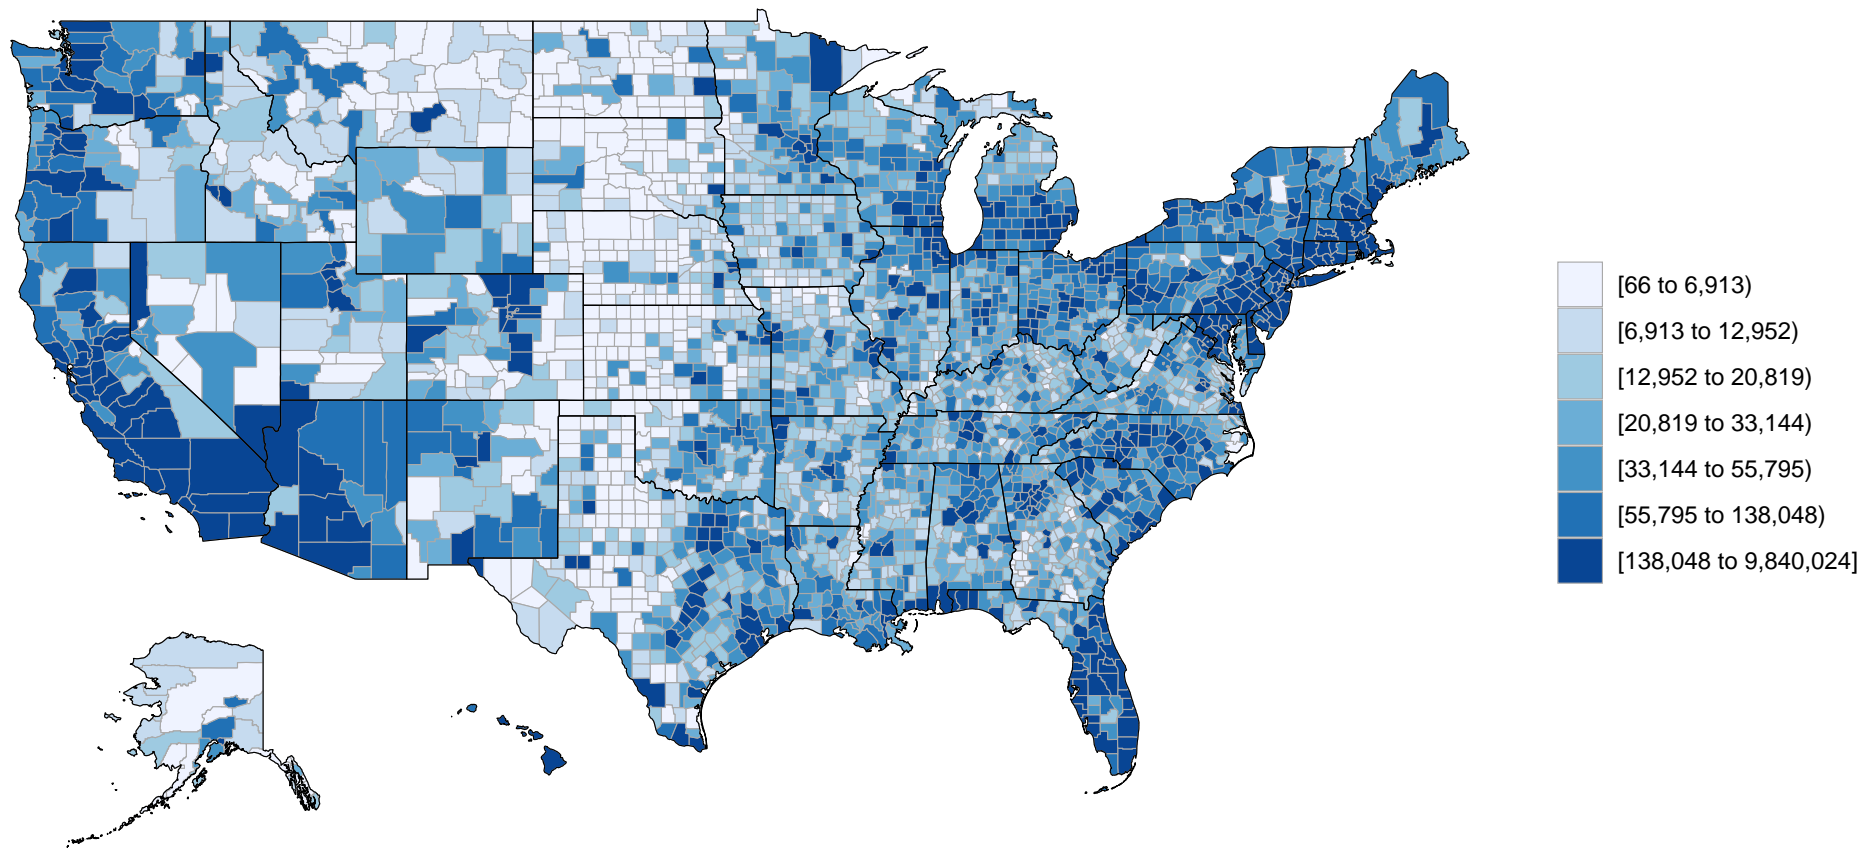 [66 to 6,913)
[6,913 to 12,952)
[12,952 to 20,819)
[20,819 to 33,144)
[33,144 to 55,795)
[55,795 to 138,048)
[138,048 to 9,840,024]